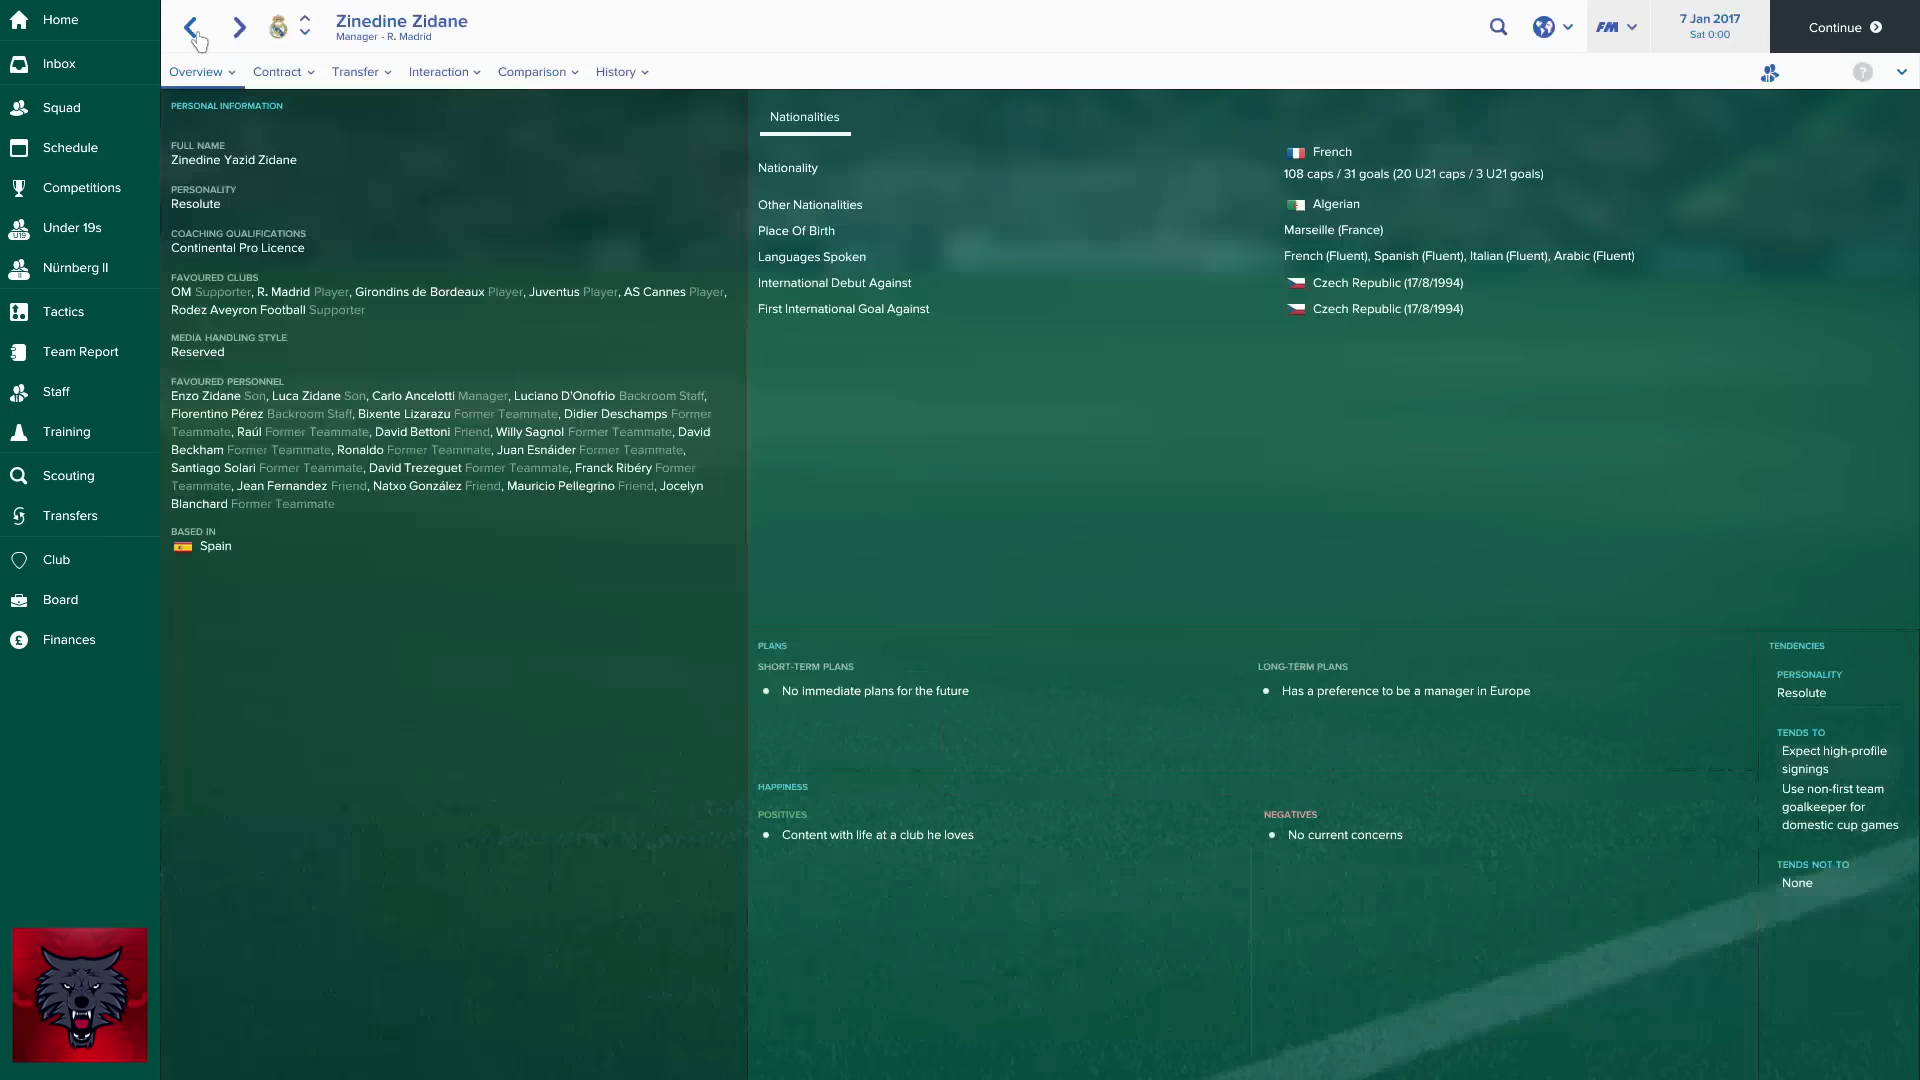 Home
Inbox
Squad
Schedule
Competitions
U19
Under 19s
II
Nürnberg II
Tactics
Team Report
Staff
Training
Scouting
Transfers
Club
Board
£
Finances
Zinedine Zidane
Manager - R. Madrid
FM
7 Jan 2017
Sat 0:00
Continue
Overview
Contract
Transfer
Interaction
Comparison
History
?
PERSONAL INFORMATION
FULL NAME
Zinedine Yazid Zidane
PERSONALITY
Resolute
COACHING QUALIFICATIONS
Continental Pro Licence
FAVOURED CLUBS
OM Supporter, R. Madrid Player, Girondins de Bordeaux Player, Juventus Player, AS Cannes Player,
Rodez Aveyron Football Supporter
MEDIA HANDLING STYLE
Reserved
FAVOURED PERSONNEL
Enzo Zidane Son, Luca Zidane Son, Carlo Ancelotti Manager, Luciano D'Onofrio Backroom Staff,
Florentino Pérez Backroom Staff, Bixente Lizarazu Former Teammate, Didier Deschamps Former
Teammate, Raúl Former Teammate, David Bettoni Friend, Willy Sagnol Former Teammate, David
Beckham Former Teammate, Ronaldo Former Teammate, Juan Esnáider Former Teammate,
Santiago Solari Former Teammate, David Trezeguet Former Teammate, Franck Ribéry Former
Teammate, Jean Fernandez Friend, Natxo González Friend, Mauricio Pellegrino Friend, Jocelyn
Blanchard Former Teammate
BASED IN
Spain
Nationalities
Nationality
French
108 caps / 31 goals (20 U21 caps / 3 U21 goals)
Other Nationalities
Algerian
Place Of Birth
Marseille (France)
Languages Spoken
French (Fluent), Spanish (Fluent), Italian (Fluent), Arabic (Fluent)
International Debut Against
Czech Republic (17/8/1994)
First International Goal Against
Czech Republic (17/8/1994)
PLANS
SHORT-TERM PLANS
No immediate plans for the future
LONG-TERM PLANS
Has a preference to be a manager in Europe
HAPPINESS
POSITIVES
Content with life at a club he loves
NEGATIVES
No current concerns
TENDENCIES
PERSONALITY
Resolute
TENDS TO
Expect high-profile
signings
Use non-first team
goalkeeper for
domestic cup games
TENDS NOT TO
None